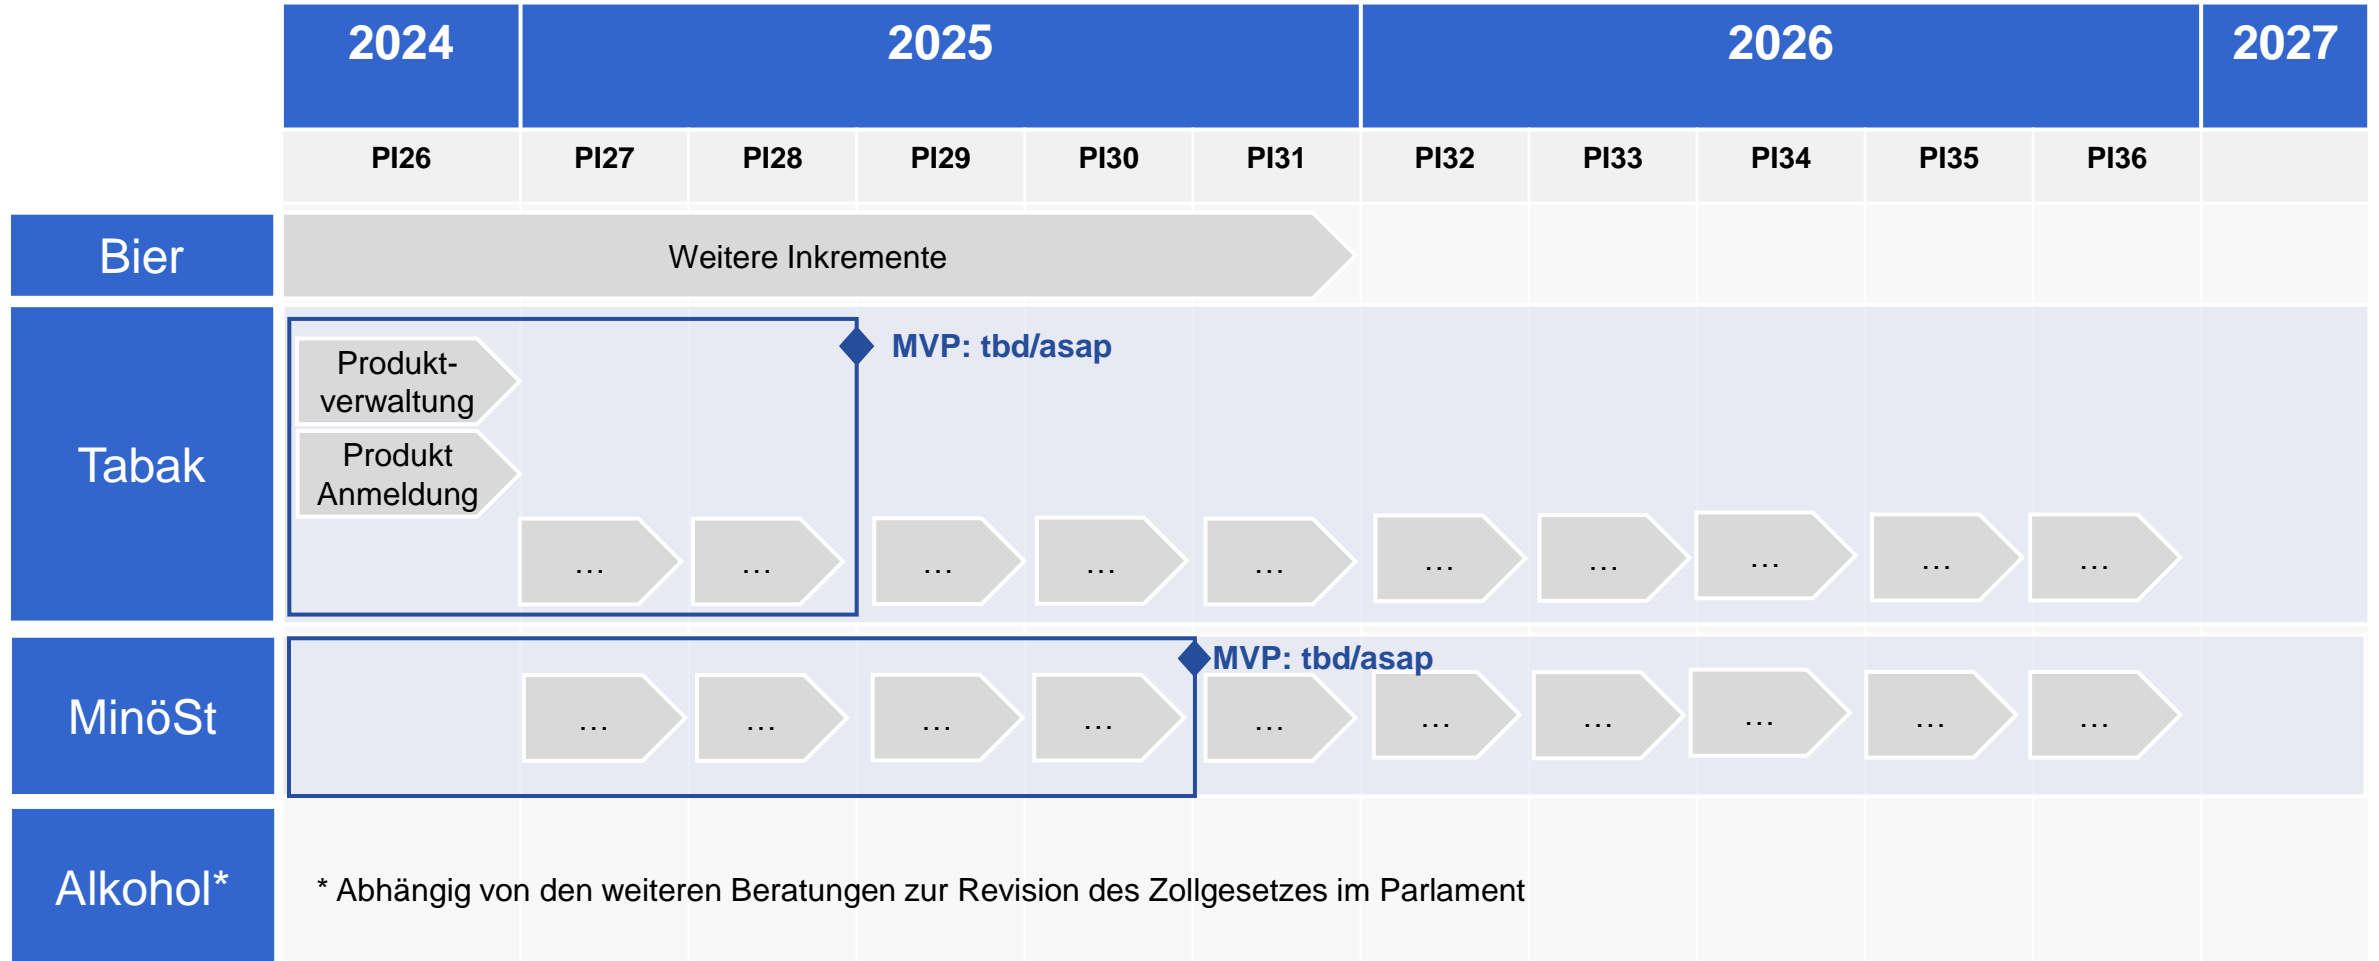 2024 2025 2026 2027
PI26 PI27 PI28 PI29 PI30 PI31 PI32 PI33 PI34 PI35 PI36
Bier
Weitere Inkremente
Tabak
MVP: tbd/asap
Produkt-
verwaltung
Produkt
Anmeldung
… … … … … … … … … …
MinöSt
MVP: tbd/asap
… … … … … … … … … …
Alkohol*
* Abhängig von den weiteren Beratungen zur Revision des Zollgesetzes im Parlament